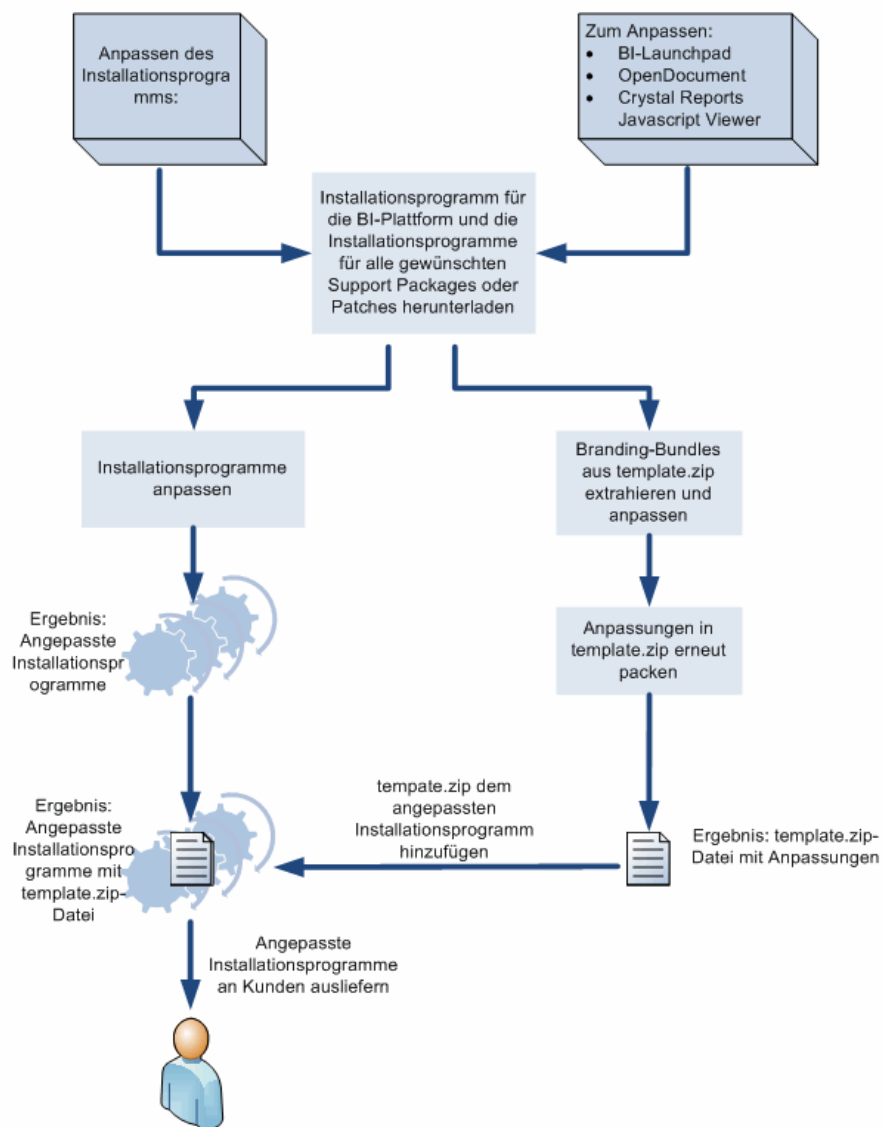 Anpassen des
Installationsprogra
mms:
Zum Anpassen:
• BI-Launchpad
• OpenDocument
• Crystal Reports
Javascript Viewer
Installationsprogramm für
die BI-Plattform und die
Installationsprogramme
für alle gewünschten
Support Packages oder
Patches herunterladen
Installationsprogramme
anpassen
Branding-Bundles
aus template.zip
extrahieren und
anpassen
Ergebnis:
Angepasste
Installationspr
ogramme
Anpassungen in
template.zip erneut
packen
Ergebnis:
Angepasste
Installationspro
gramme mit
template.zip-
Datei
tempate.zip dem
angepassten
Installationsprogramm
hinzufügen
Ergebnis: template.zip-
Datei mit Anpassungen
Angepasste
Installationsprogramme
an Kunden ausliefern